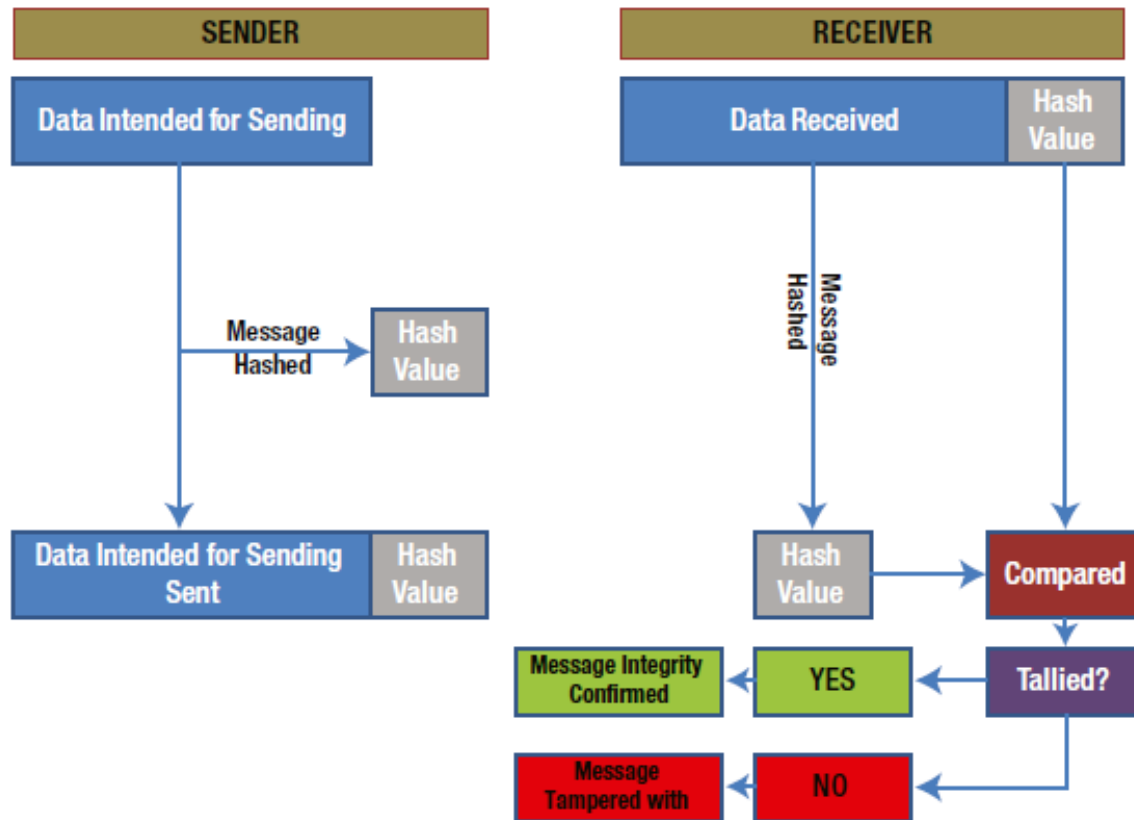 SENDER
Data Intended for Sending
Message
Hashed
Hash
Value
Data Intended for Sending
Sent
Hash
Value
RECEIVER
Data Received
Hash
Value
Message
Hashed
Hash
Value
Compared
Tallied?
YES
Message Integrity
Confirmed
NO
Message
Tampered with